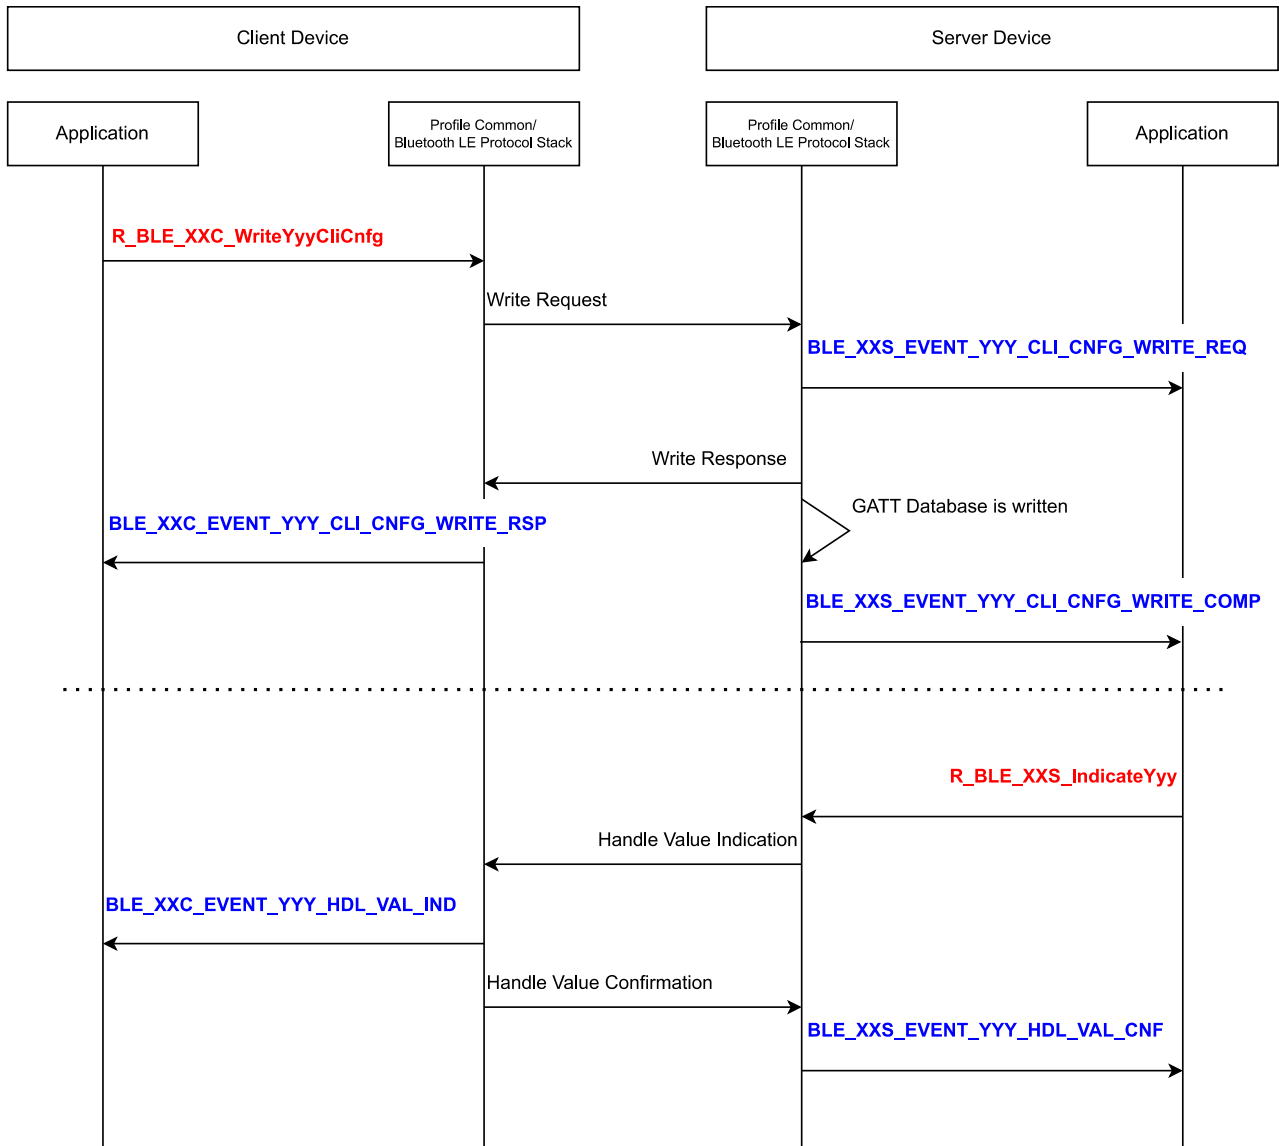 Client Device
Server Device
Application
Profile Common/
Bluetooth LE Protocol Stack
Profile Common/
Bluetooth LE Protocol Stack
Application
R_BLE_XXC_WriteYyyCliCnfg
Write Request
BLE_XXS_EVENT_YYY_CLI_CNFG_WRITE_REQ
Write Response
GATT Database is written
BLE_XXC_EVENT_YYY_CLI_CNFG_WRITE_RSP
BLE_XXS_EVENT_YYY_CLI_CNFG_WRITE_COMP
R_BLE_XXS_IndicateYyy
Handle Value Indication
BLE_XXC_EVENT_YYY_HDL_VAL_IND
Handle Value Confirmation
BLE_XXS_EVENT_YYY_HDL_VAL_CNF